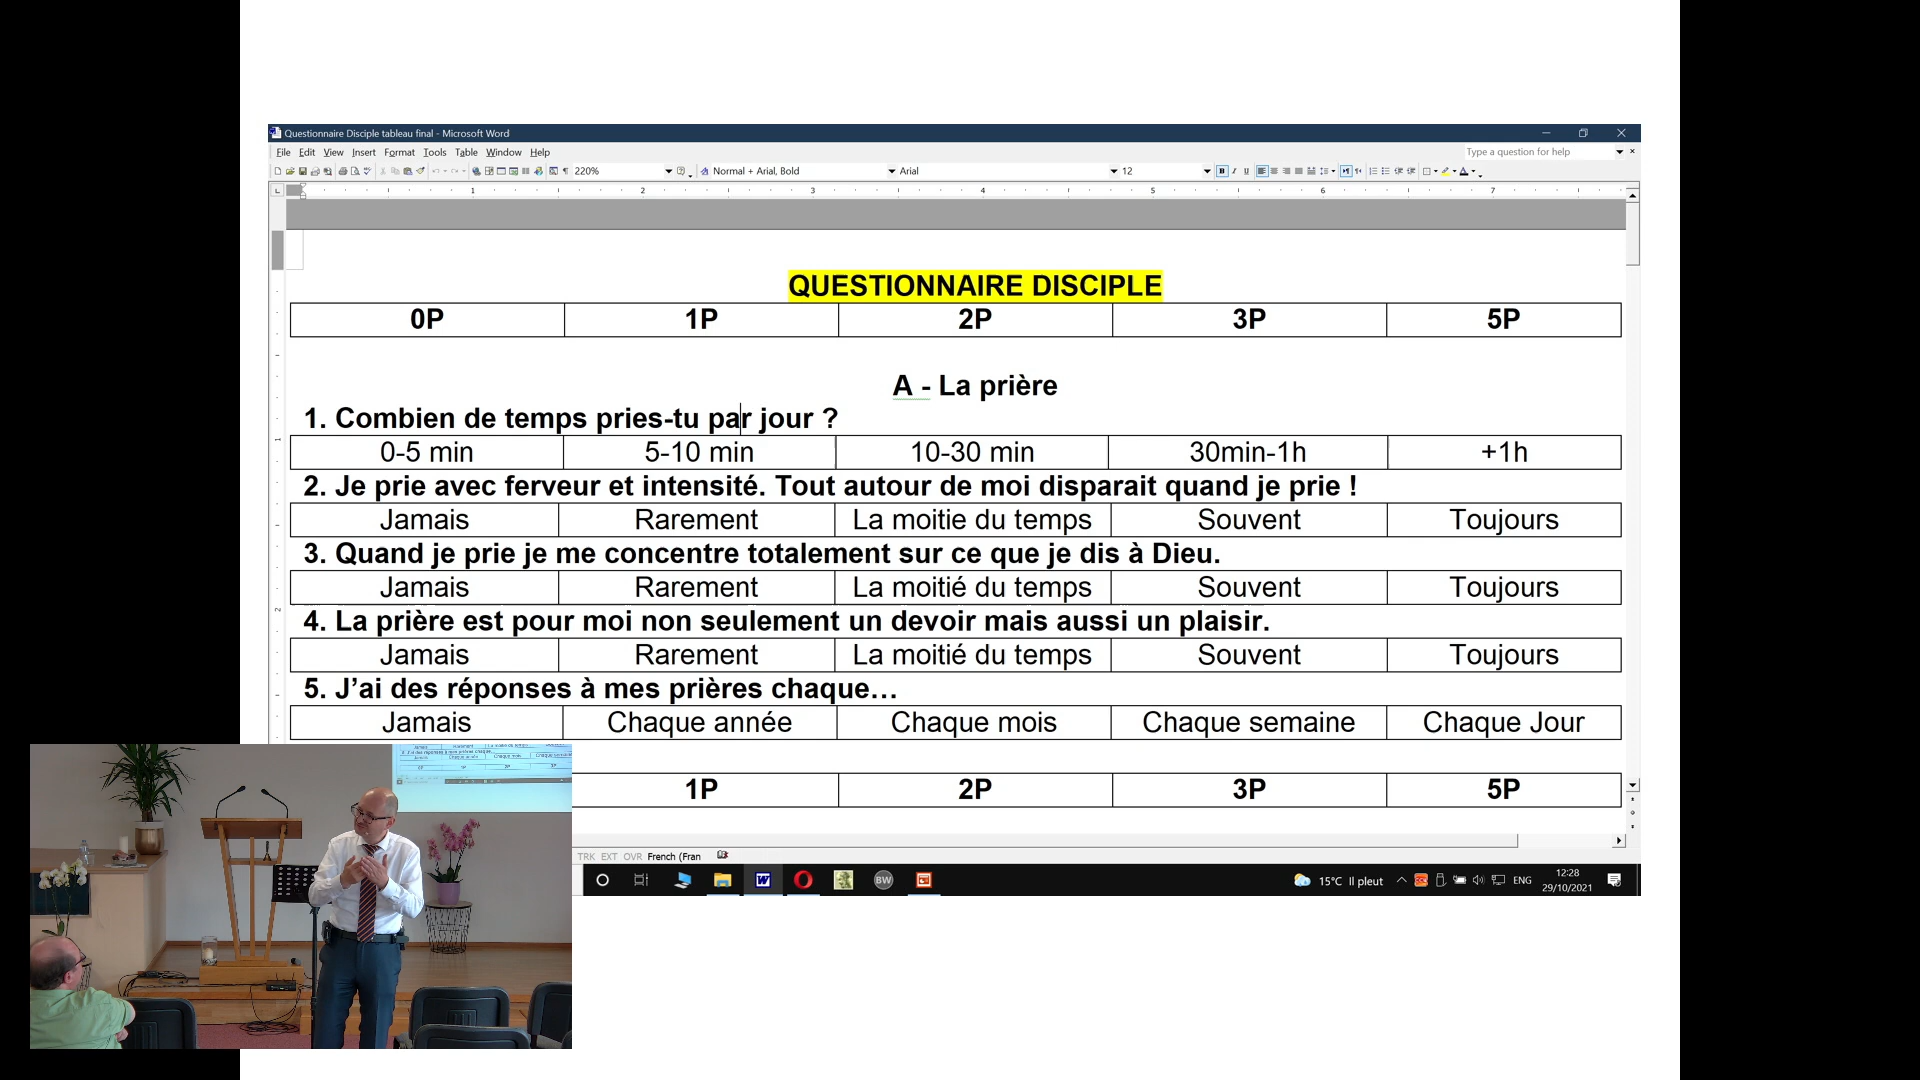 Questionnaire Disciple tableau final - Microsoft Word
File Edit View Insert Format Tools Table Window Help
Type a question for help
220%
Normal + Arial, Bold
Arial
12
1 2 3 4 5 6 7
QUESTIONNAIRE DISCIPLE
0P 1P 2P 3P 5P
A - La prière
1. Combien de temps pries-tu par jour ?
0-5 min 5-10 min 10-30 min 30min-1h +1h
2. Je prie avec ferveur et intensité. Tout autour de moi disparait quand je prie !
Jamais Rarement La moitie du temps Souvent Toujours
3. Quand je prie je me concentre totalement sur ce que je dis à Dieu.
Jamais Rarement La moitié du temps Souvent Toujours
4. La prière est pour moi non seulement un devoir mais aussi un plaisir.
Jamais Rarement La moitié du temps Souvent Toujours
5. J’ai des réponses à mes prières chaque…
Jamais Chaque année Chaque mois Chaque semaine Chaque Jour
1P 2P 3P 5P
TRK EXT OVR French (Fran
BW
15°C Il pleut
ENG
12:28
29/10/2021